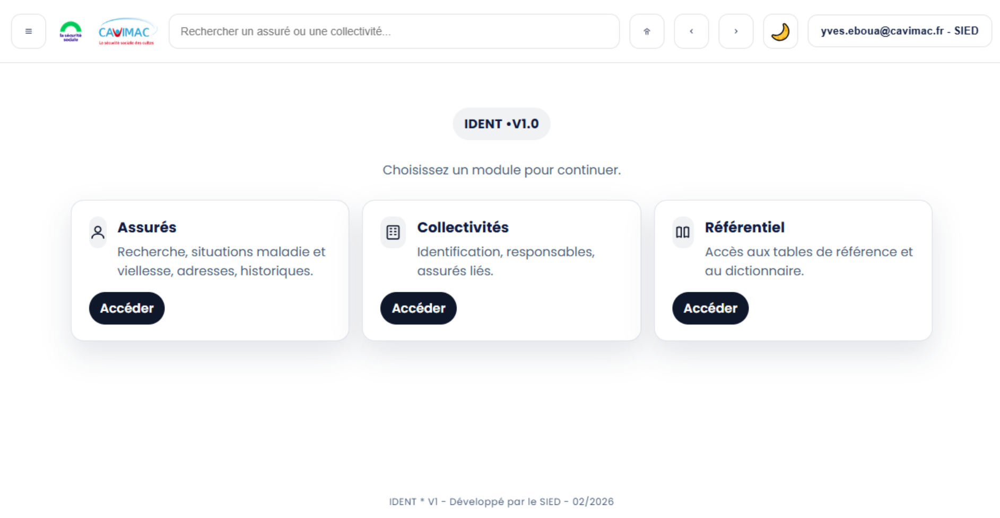 la sécurité
sociale
CAVIMAC
La sécurité sociale des cultes
Rechercher un assuré ou une collectivité...
yves.eboua@cavimac.fr - SIED
IDENT •V1.0
Choisissez un module pour continuer.
Assurés
Recherche, situations maladie et
viellesse, adresses, historiques.
Accéder
Collectivités
Identification, responsables,
assurés liés.
Accéder
Référentiel
Accès aux tables de référence et
au dictionnaire.
Accéder
IDENT * V1 - Développé par le SIED - 02/2026